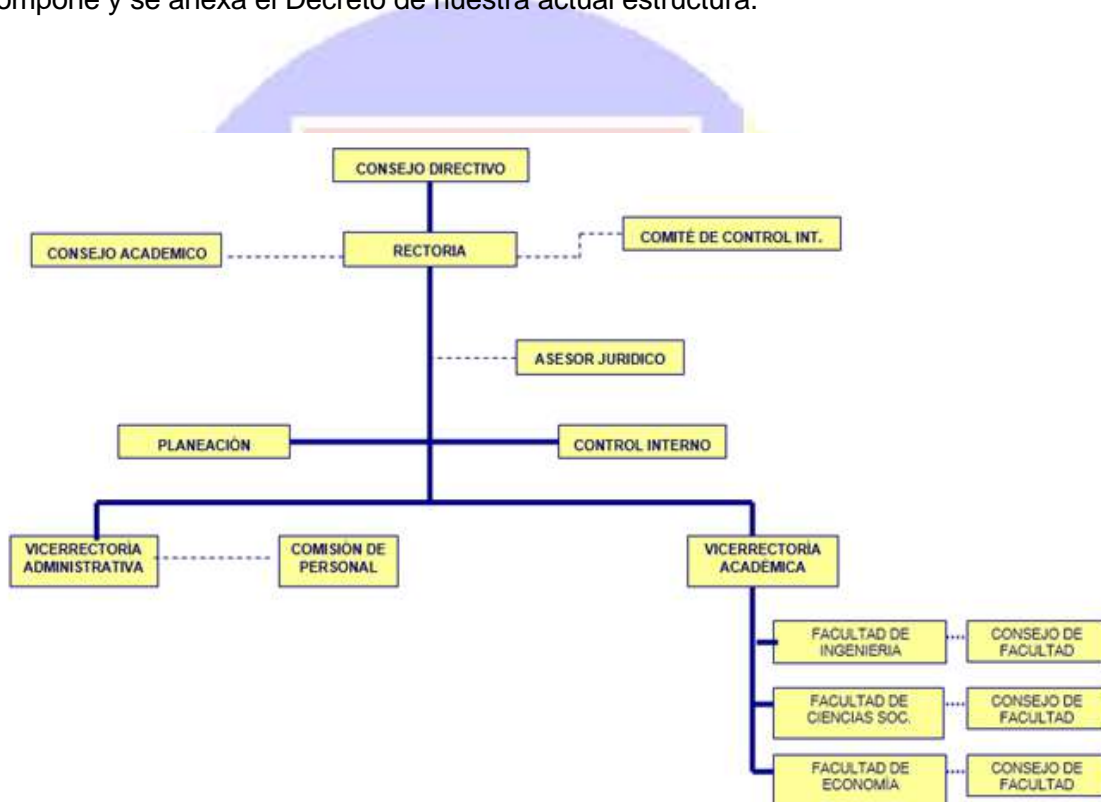 ompone y se anexa el Decreto de nuestra actual estructura.
CONSEJO DIRECTIVO
CONSEJO ACADEMICO
RECTORIA
COMITÉ DE CONTROL INT.
ASESOR JURIDICO
PLANEACIÓN
CONTROL INTERNO
VICERRECTORÍA
ADMINISTRATIVA
COMISIÓN DE
PERSONAL
VICERRECTORÍA
ACADÉMICA
FACULTAD DE
INGENIERIA
CONSEJO DE
FACULTAD
FACULTAD DE
CIENCIAS SOC.
CONSEJO DE
FACULTAD
FACULTAD DE
ECONOMÍA
CONSEJO DE
FACULTAD